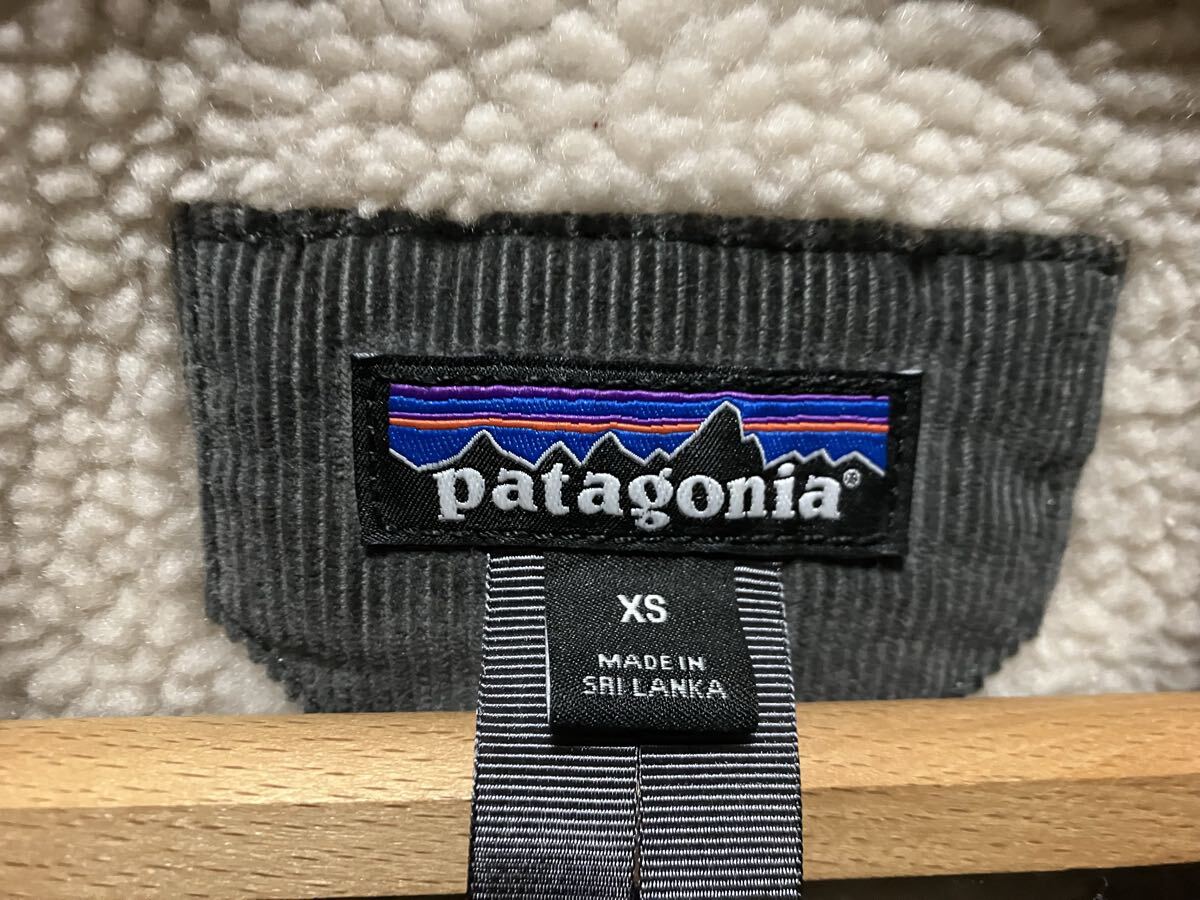 patagonia®
XS
MADE IN
SRI LANKA